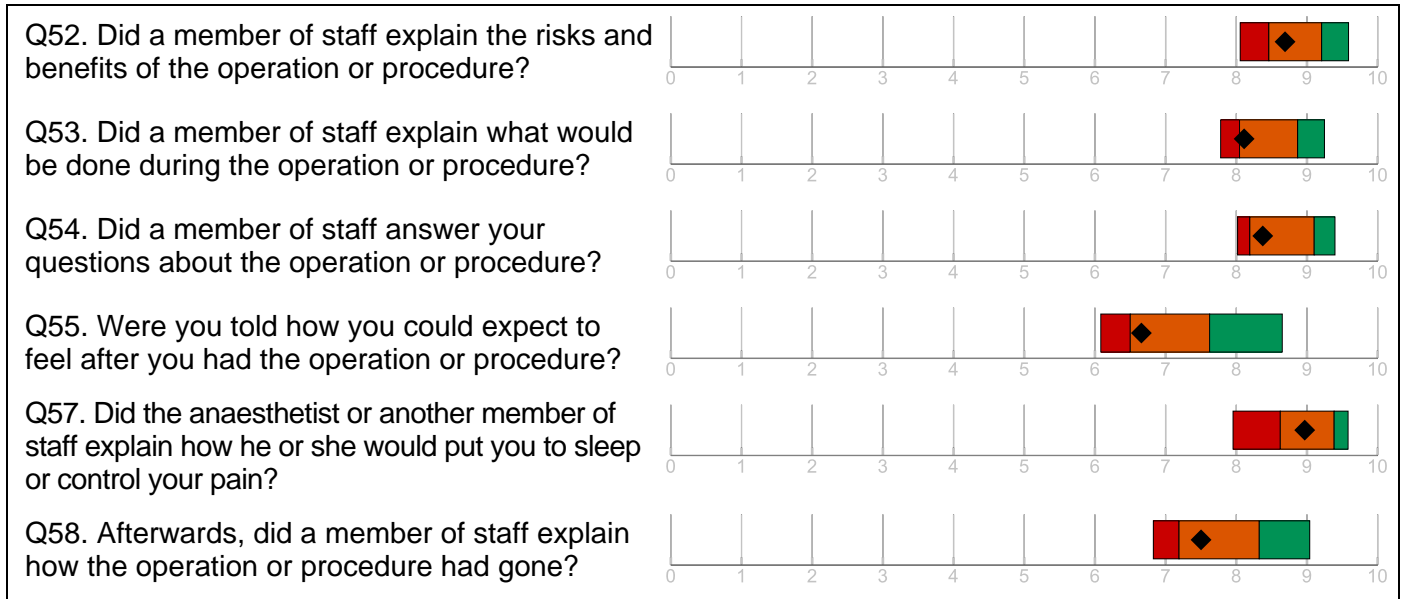 Q52. Did a member of staff explain the risks and
benefits of the operation or procedure?
0 1 2 3 4 5 6 7 8 9 10
Q53. Did a member of staff explain what would
be done during the operation or procedure?
0 1 2 3 4 5 6 7 8 9 10
Q54. Did a member of staff answer your
questions about the operation or procedure?
0 1 2 3 4 5 6 7 8 9 10
Q55. Were you told how you could expect to
feel after you had the operation or procedure?
0 1 2 3 4 5 6 7 8 9 10
Q57. Did the anaesthetist or another member of
staff explain how he or she would put you to sleep
or control your pain?
0 1 2 3 4 5 6 7 8 9 10
Q58. Afterwards, did a member of staff explain
how the operation or procedure had gone?
0 1 2 3 4 5 6 7 8 9 10